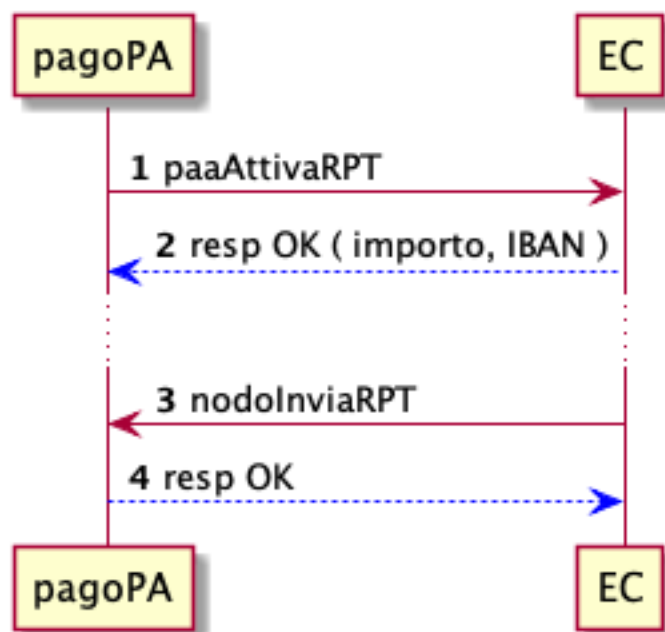 pagoPA
EC
1 paaAttivaRPT
2 resp OK ( importo, IBAN )
3 nodoInviaRPT
4 resp OK
pagoPA
EC